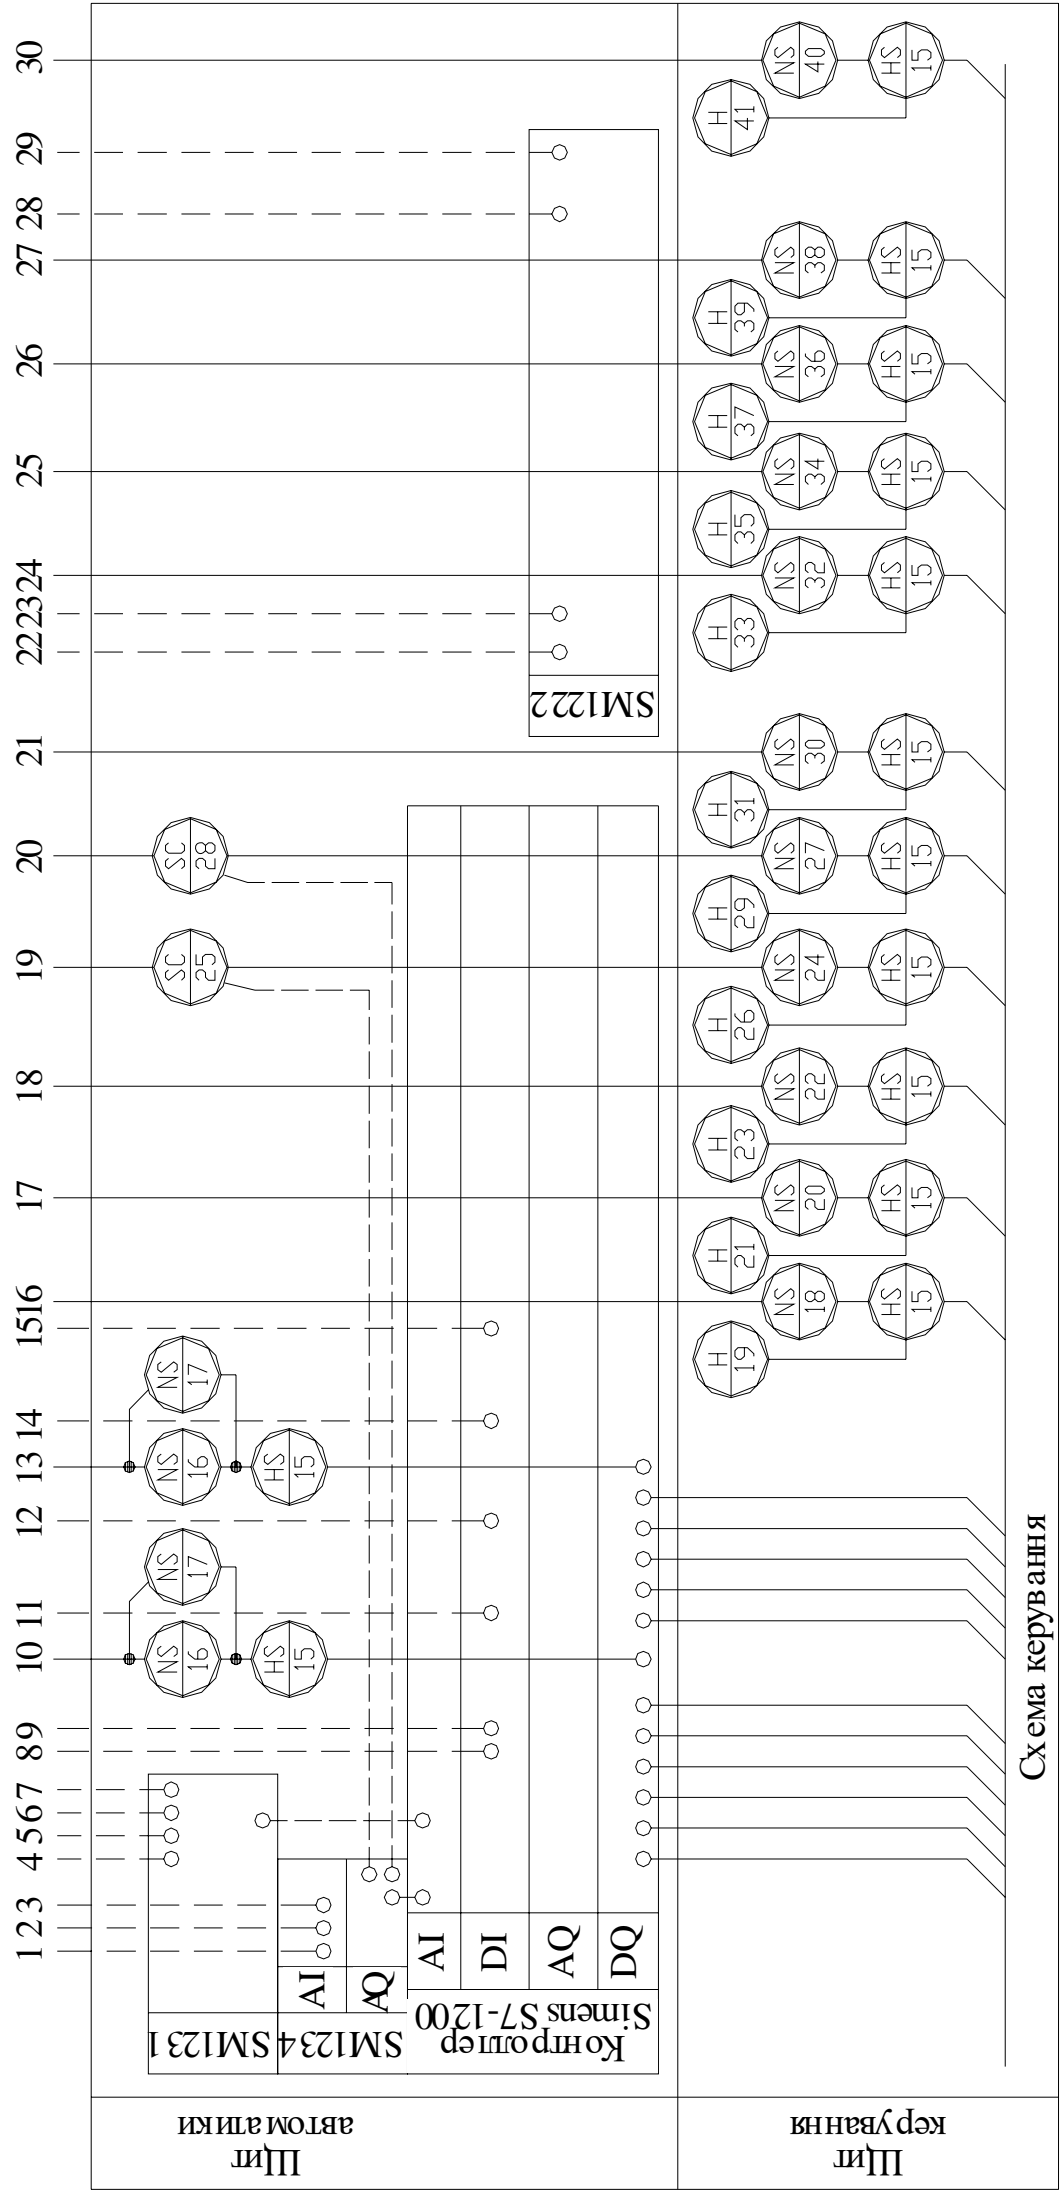 1 2 3 4 5 6 7 8 9 10 11 12 13 14 15 16 17 18 19 20 21 22 23 24 25 26 27 28 29 30
Щит
автоматики
SM1231
NS
16
NS
17
NS
16
NS
17
SC
25
SC
28
HS
15
HS
15
SM1234
AI
AQ
Контроллер
Simens S7-1200
AI
DI
AQ
DQ
SM1222
Щит
керування
H
19
H
21
H
23
H
26
H
29
H
31
H
33
H
35
H
37
H
39
H
41
NS
18
NS
20
NS
22
NS
24
NS
27
NS
30
NS
32
NS
34
NS
36
NS
38
NS
40
HS
15
HS
15
HS
15
HS
15
HS
15
HS
15
HS
15
HS
15
HS
15
HS
15
HS
15
Схема керування